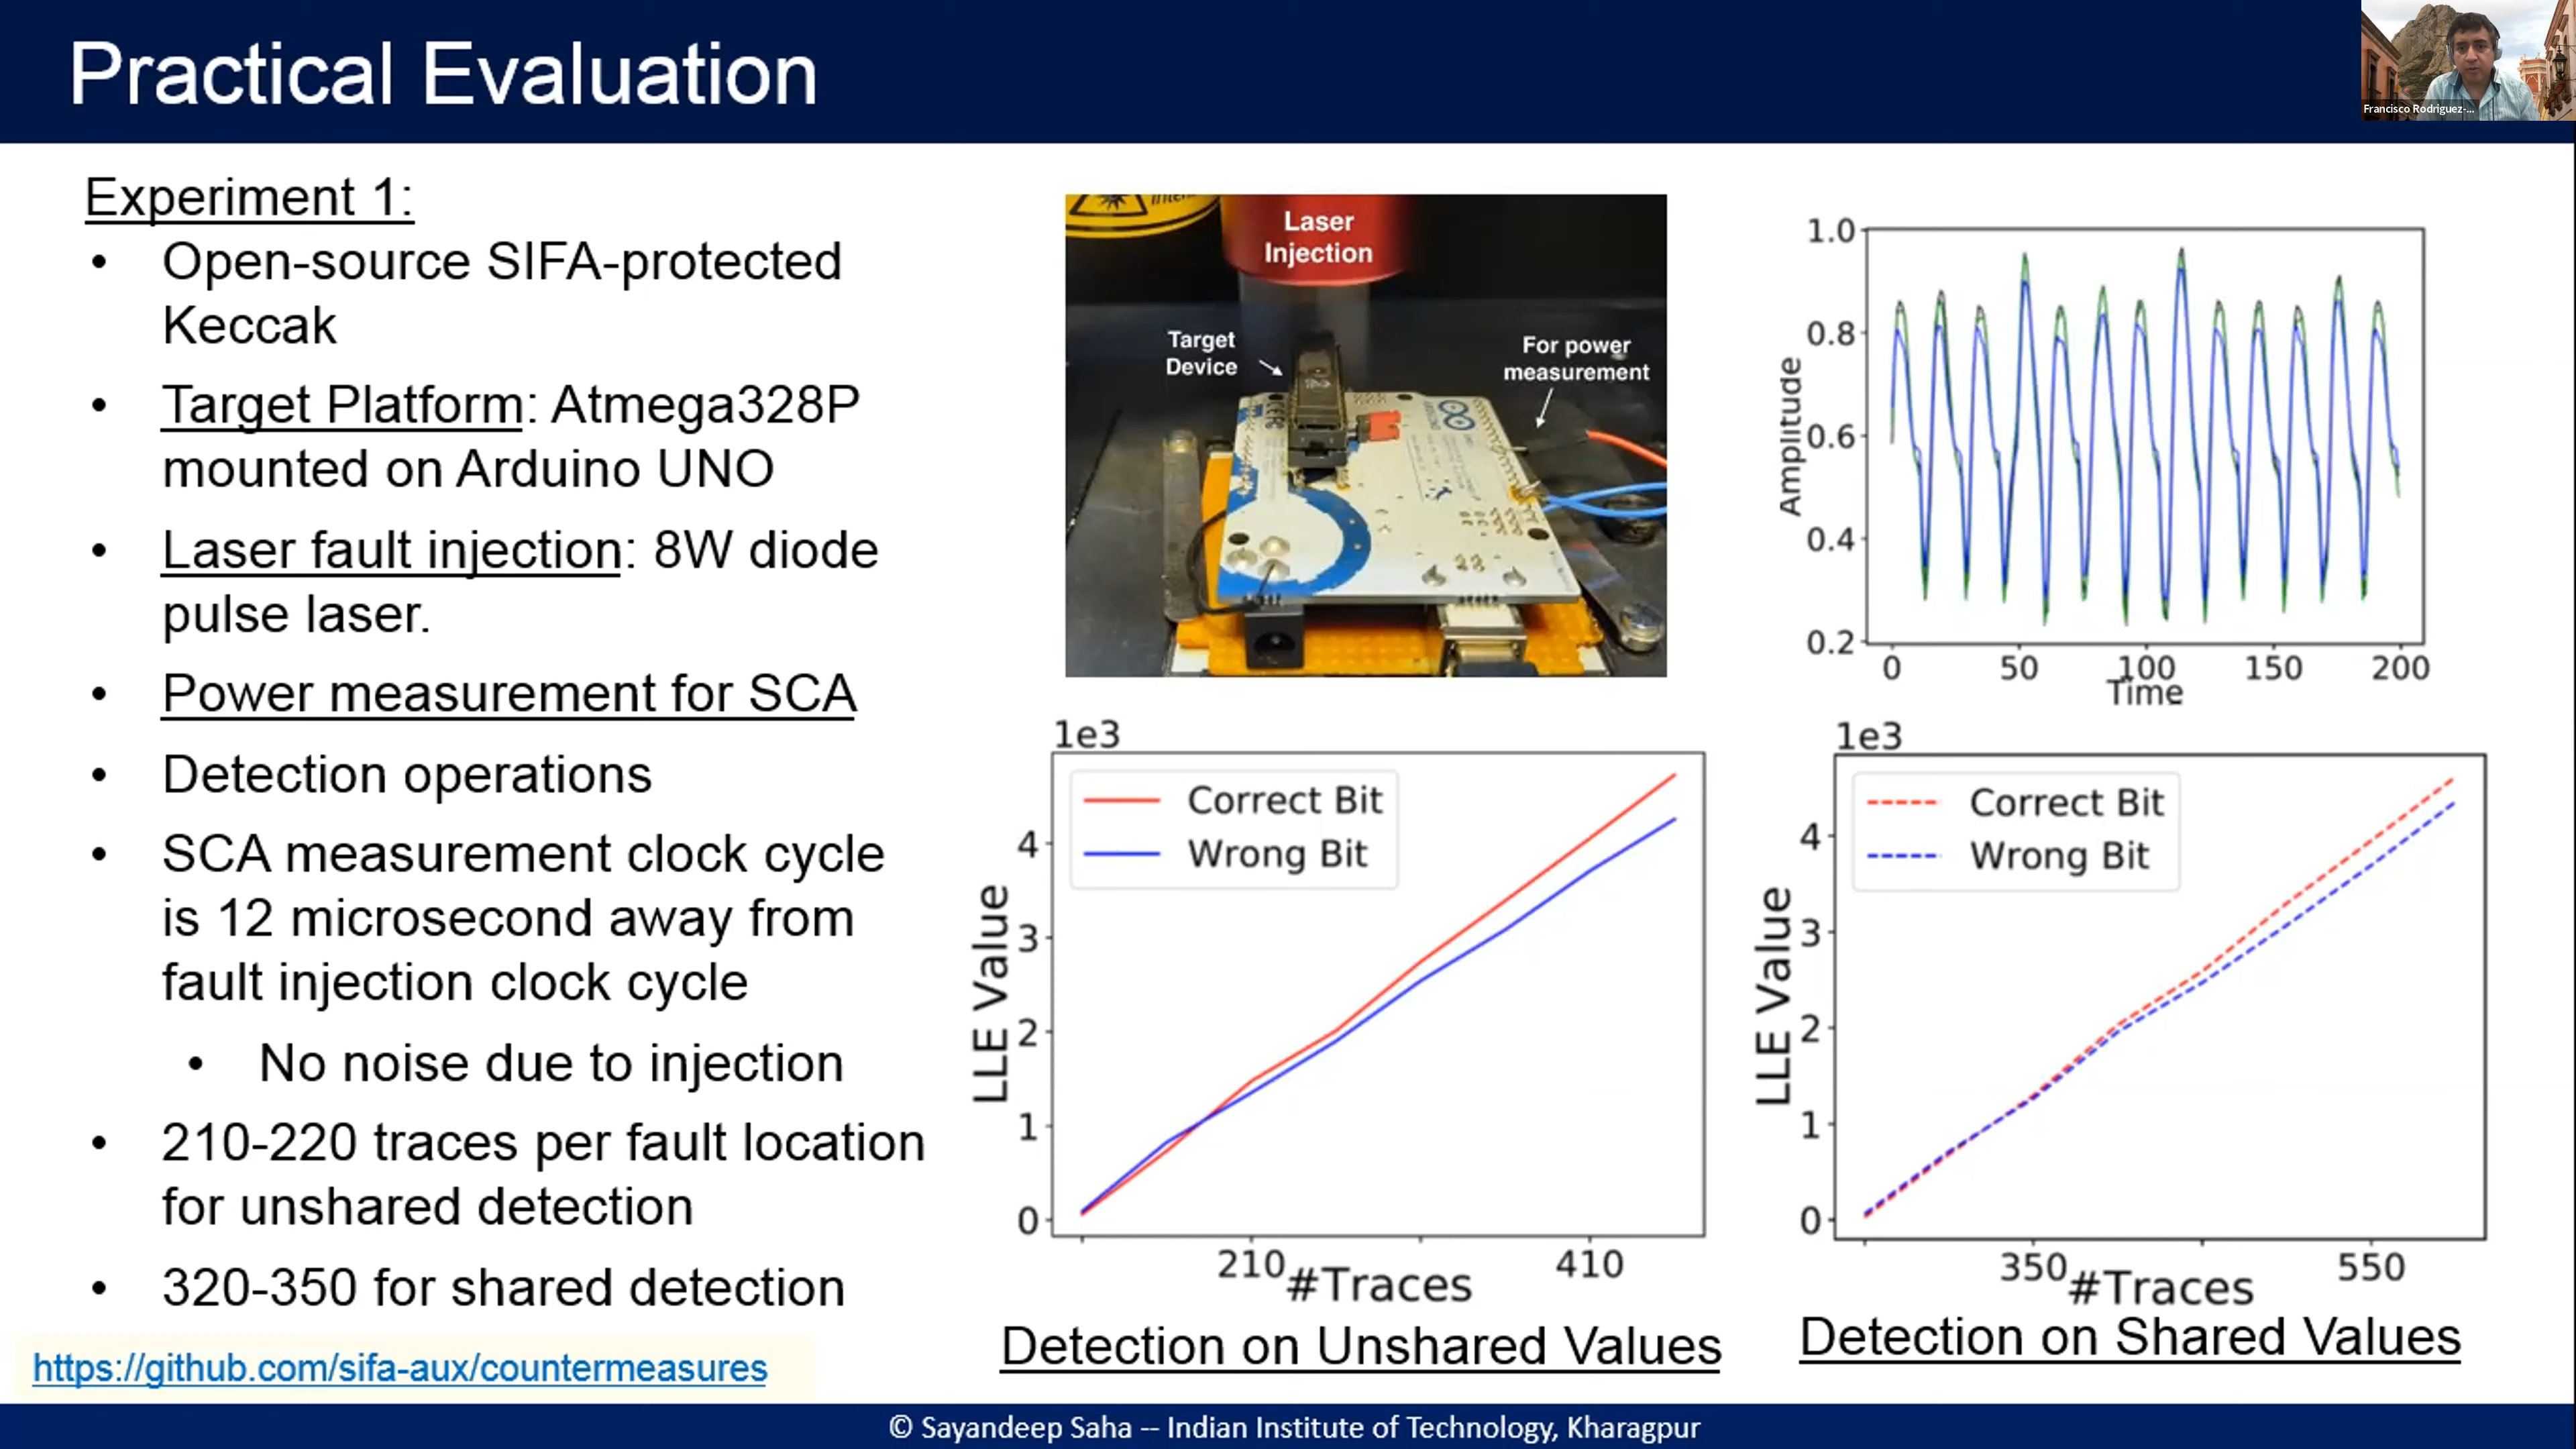 Practical Evaluation
Francisco Rodriguez-...
Experiment 1:
• Open-source SIFA-protected
Keccak
• Target Platform: Atmega328P
mounted on Arduino UNO
• Laser fault injection: 8W diode
pulse laser.
• Power measurement for SCA
• Detection operations
• SCA measurement clock cycle
is 12 microsecond away from
fault injection clock cycle
• No noise due to injection
• 210-220 traces per fault location
for unshared detection
• 320-350 for shared detection
https://github.com/sifa-aux/countermeasures
Laser
Injection
Target
Device
For power
measurement
1.0
0.8
0.6
0.4
0.2
Amplitude
0 50 100 150 200
Time
1e3
Correct Bit
Wrong Bit
4
3
2
1
0
LLE Value
210 410
#Traces
Detection on Unshared Values
1e3
Correct Bit
Wrong Bit
4
3
2
1
0
LLE Value
350 550
#Traces
Detection on Shared Values
© Sayandeep Saha -- Indian Institute of Technology, Kharagpur